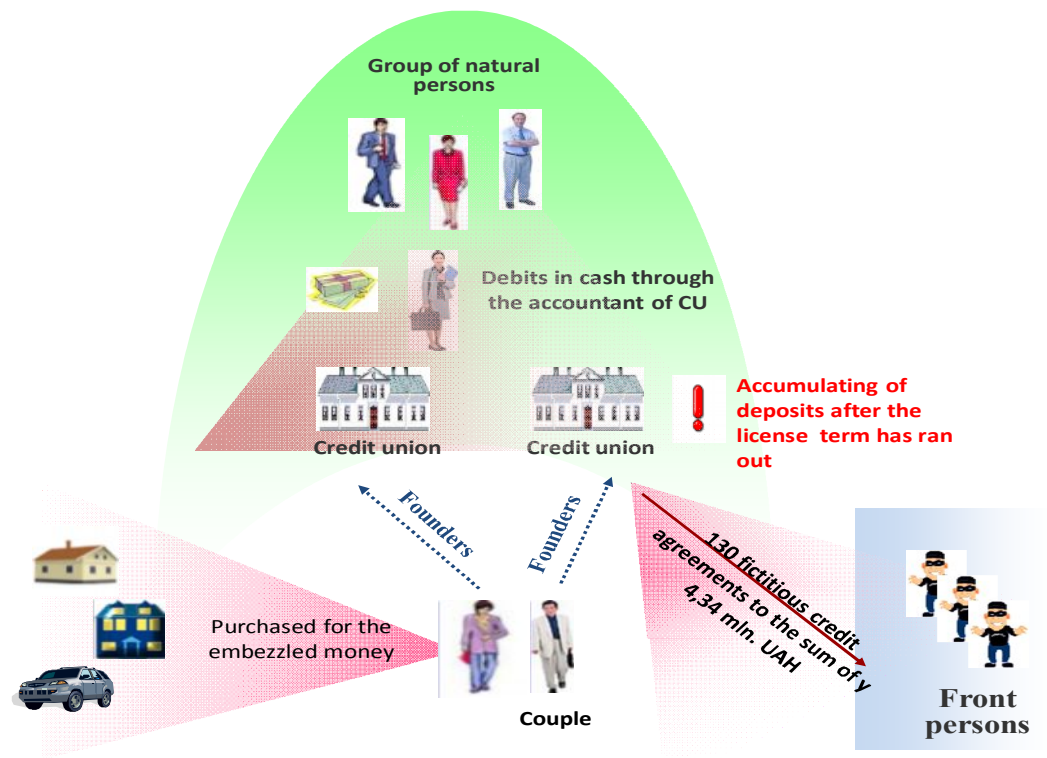 Group of natural
persons
Debits in cash through
the accountant of CU
Accumulating of
deposits after the
license term has ran
out
Credit union
Credit union
Founders
Founders
130 fictitious credit
agreements to the sum of y
4,34 mln. UAH
Purchased for the
embezzled money
Couple
Front
persons